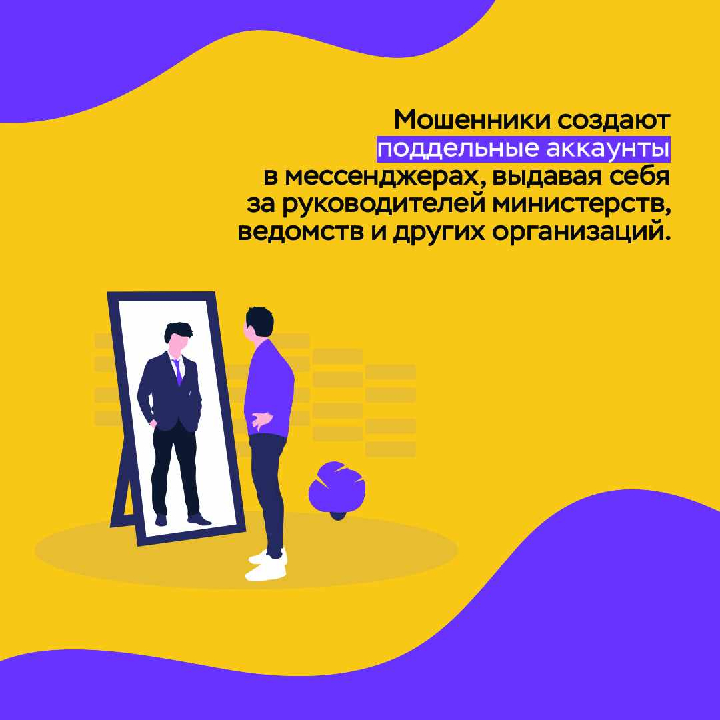 Мошенники создают
поддельные аккаунты
в мессенджерах, выдавая себя
за руководителей министерств,
ведомств и других организаций.